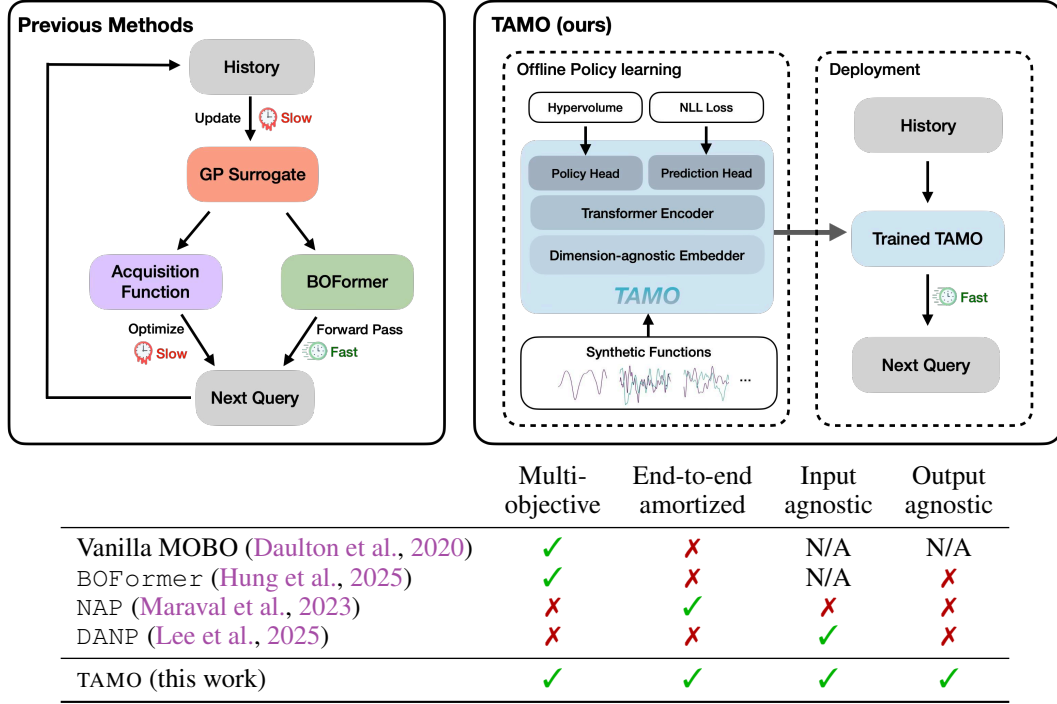 Previous Methods
History
Update
Slow
GP Surrogate
Acquisition
Function
BOFormer
Optimize
Slow
Forward Pass
Fast
Next Query
TAMO (ours)
Offline Policy learning
Hypervolume
NLL Loss
Policy Head
Prediction Head
Transformer Encoder
Dimension-agnostic Embedder
TAMO
Synthetic Functions
...
Deployment
History
Trained TAMO
Fast
Next Query
Multi-objective End-to-end amortized Input agnostic Output agnostic
Vanilla MOBO (Daulton et al., 2020) ✓ ✗ N/A N/A
BOFormer (Hung et al., 2025) ✓ ✗ N/A ✗
NAP (Maraval et al., 2023) ✗ ✓ ✗ ✗
DANP (Lee et al., 2025) ✗ ✗ ✓ ✗
TAMO (this work) ✓ ✓ ✓ ✓